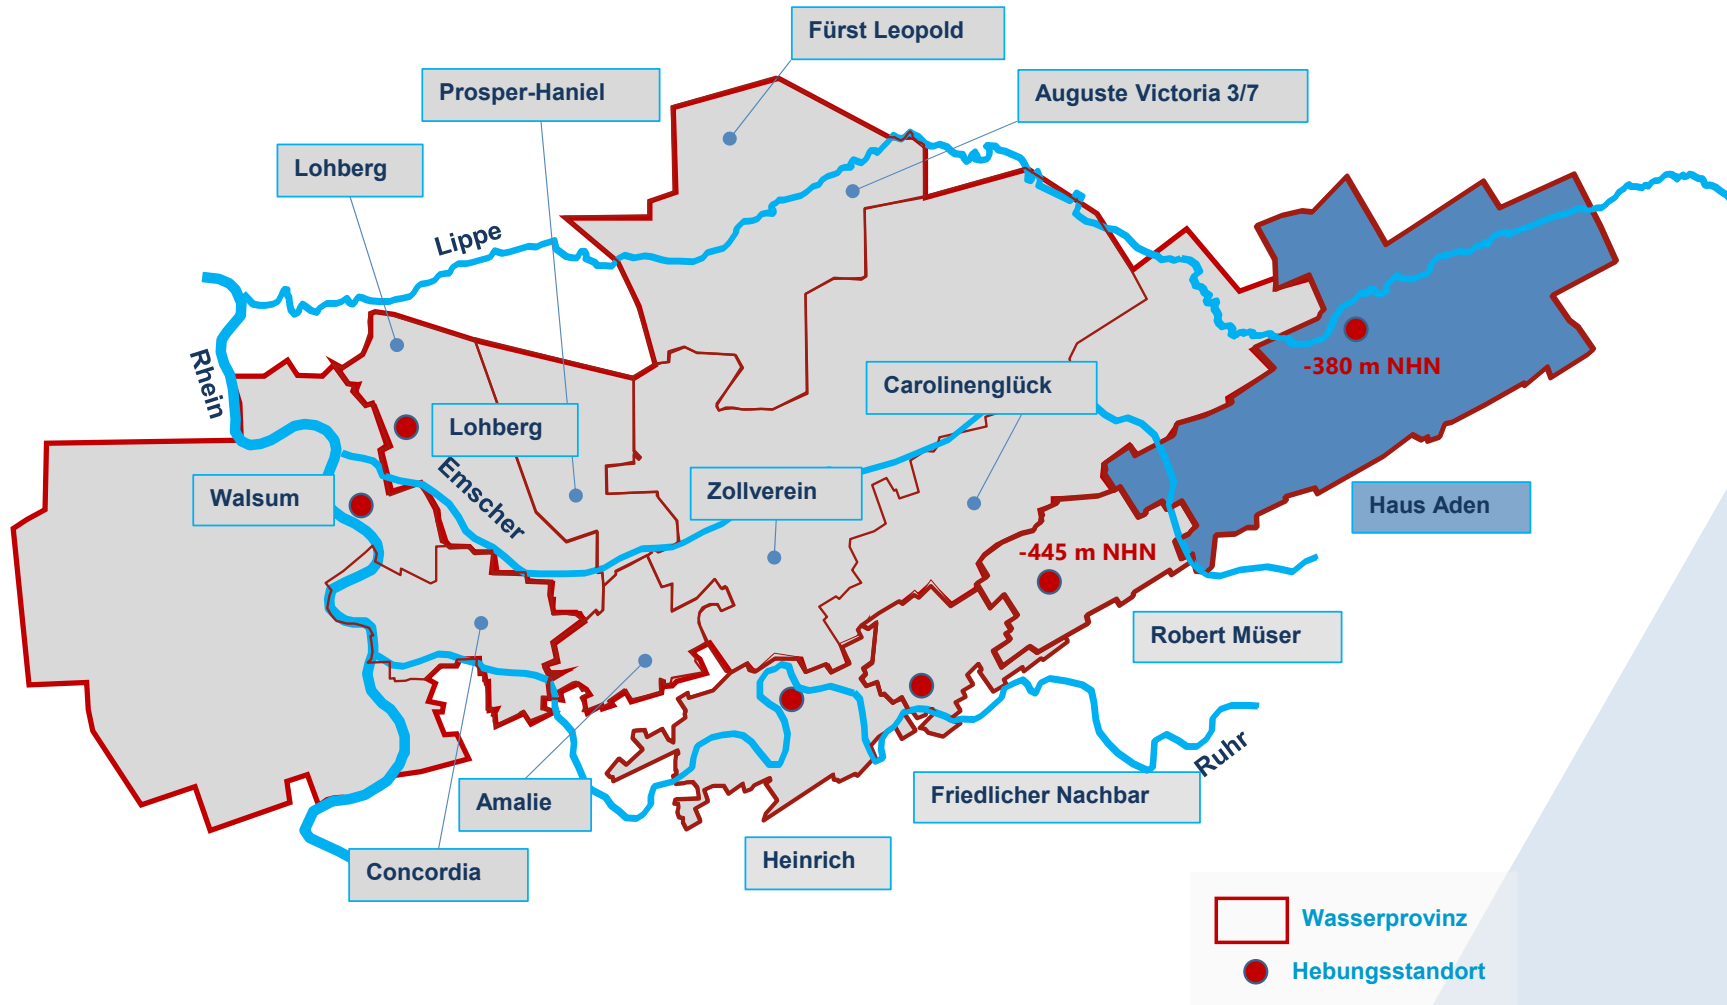 Fürst Leopold
Prosper-Haniel
Auguste Victoria 3/7
Lohberg
Lippe
Rhein
-380 m NHN
Carolinenglück
Lohberg
Emscher
Walsum
Zollverein
Haus Aden
-445 m NHN
Robert Müser
Ruhr
Amalie
Friedlicher Nachbar
Concordia
Heinrich
Wasserprovinz
Hebungsstandort